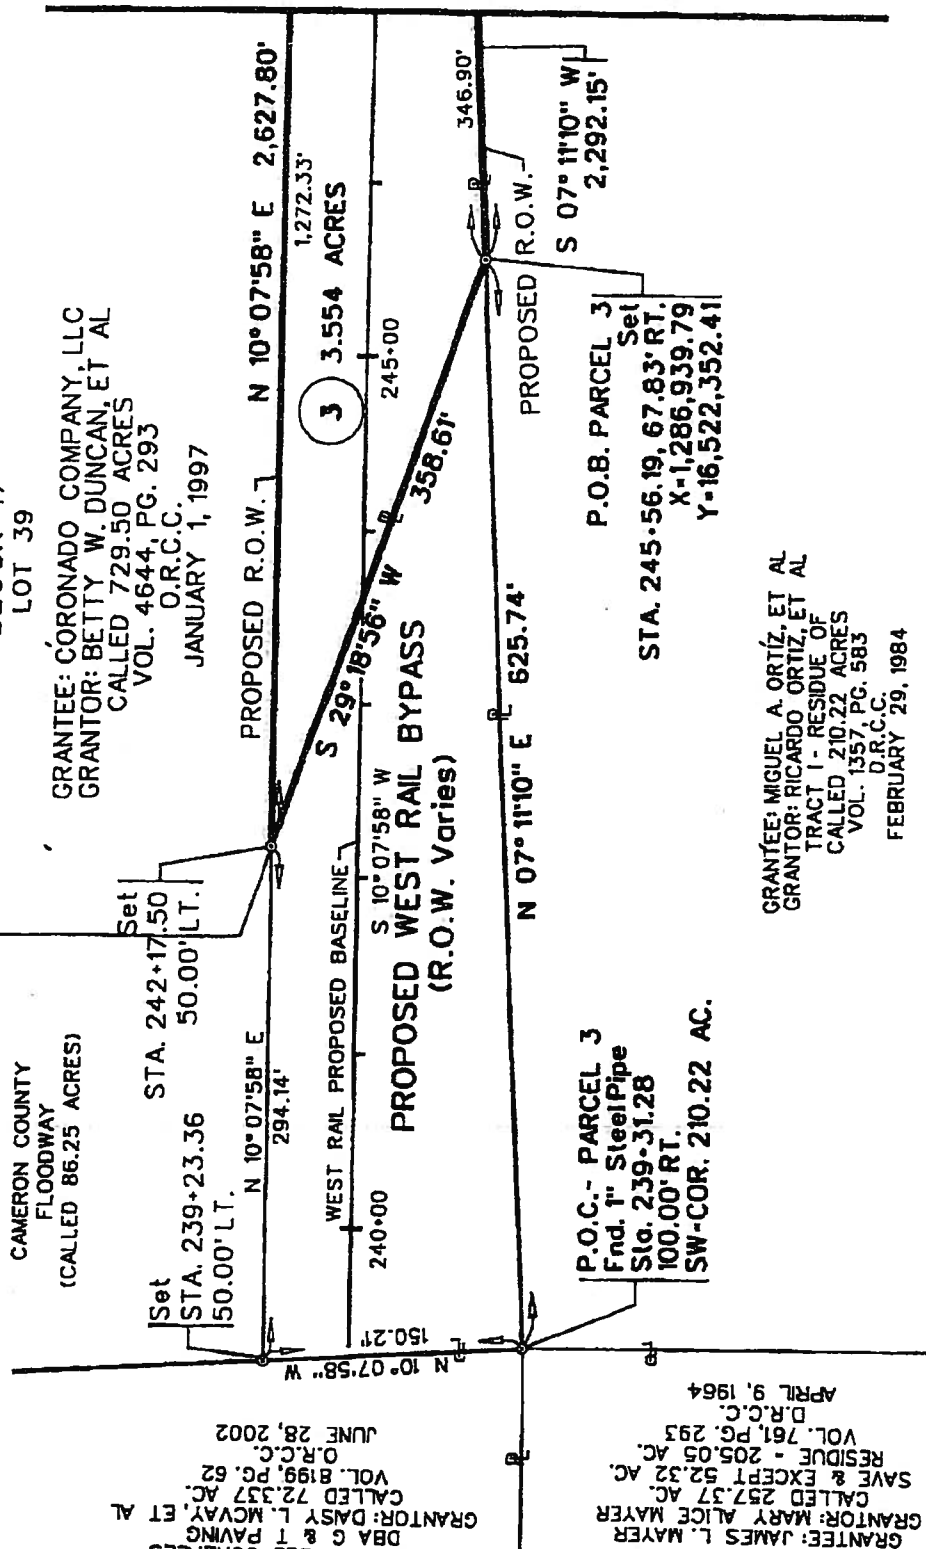 LOT 39
GRANTEE: CORONADO COMPANY, LLC
GRANTOR: BETTY W. DUNCAN, ET AL
CALLED 729.50 ACRES
VOL. 4644, PG. 293
O.R.C.C.
JANUARY 1, 1997
CAMERON COUNTY
FLOODWAY
(CALLED 86.25 ACRES)
Set
STA. 239+23.36
50.00' LT.
Set
STA. 242+17.50
50.00' LT.
N 10° 07'58" E
294.14'
PROPOSED R.O.W.
N 10° 07'58" E 2,627.80'
1,272.33'
3
3.554 ACRES
245+00
S 29° 18'56" W 358.61'
WEST RAIL PROPOSED BASELINE
S 10° 07'58" W
240+00
PROPOSED WEST RAIL BYPASS
(R.O.W. Varies)
346.90'
PROPOSED R.O.W.
S 07° 11'10" W
2,292.15'
N 07° 11'10" E 625.74'
N 10° 07'58" W
150.21'
P.O.B. PARCEL 3
Set
STA. 245+56.19, 67.83' RT.
X=1,286,939.79
Y=16,522,352.41
P.O.C.- PARCEL 3
Fnd. 1" Steel Pipe
Sta. 239+31.28
100.00' RT.
SW-COR. 210.22 AC.
GRANTEE: MIGUEL A. ORTIZ, ET AL
GRANTOR: RICARDO ORTIZ, ET AL
TRACT I - RESIDUE OF
CALLED 210.22 ACRES
VOL. 1357, PG. 583
D.R.C.C.
FEBRUARY 29, 1984
DBA G & T PAVING
GRANTOR: DAISY L. MCVAY, ET AL
CALLED 72.337 AC.
VOL. 8199, PG. 62
O.R.C.C.
JUNE 28, 2002
GRANTEE: JAMES L. MAYER
GRANTOR: MARY ALICE MAYER
CALLED 257.37 AC.
SAVE & EXCEPT 52.32 AC.
RESIDUE - 205.05 AC.
VOL. 761, PG. 293
D.R.C.C.
APRIL 9, 1964